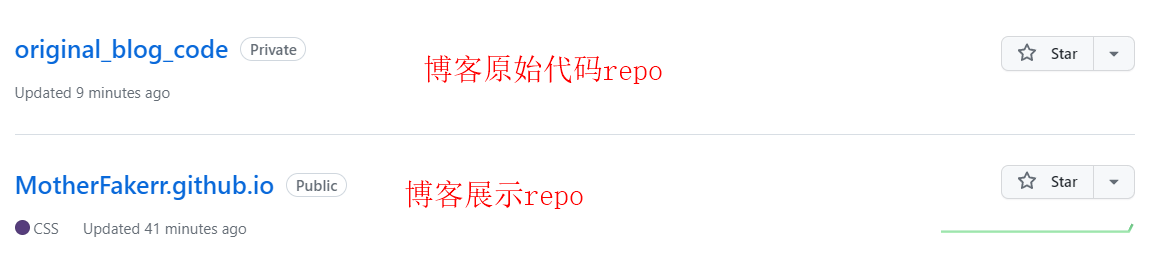 original_blog_code Private 博客原始代码repo Star
Updated 9 minutes ago
MotherFakerr.github.io Public 博客展示repo Star
CSS Updated 41 minutes ago